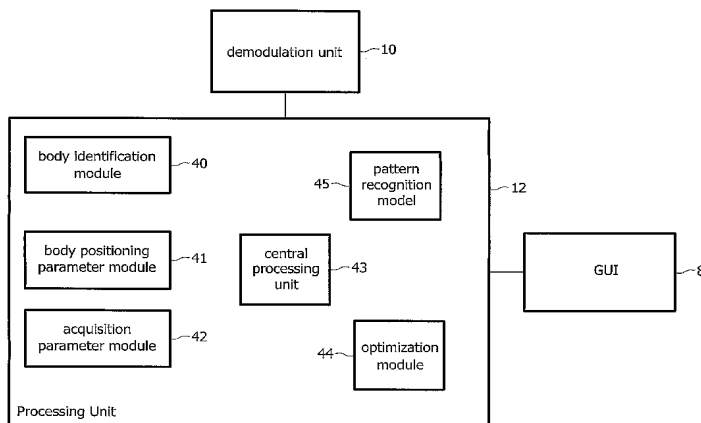 demodulation unit
10
body identification
module
40
45
pattern
recognition
model
12
body positioning
parameter module
41
central
processing
unit
43
GUI
8
acquisition
parameter module
42
44
optimization
module
Processing Unit